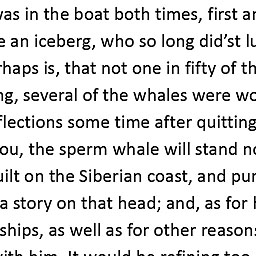 was in the boat both times, first an
e an iceberg, who so long did'st lu
haps is, that not one in fifty of th
ng, several of the whales were wo
flections some time after quitting
ou, the sperm whale will stand no
uilt on the Siberian coast, and pur
a story on that head; and, as for h
ships, as well as for other reasons
with him. It would be refining too